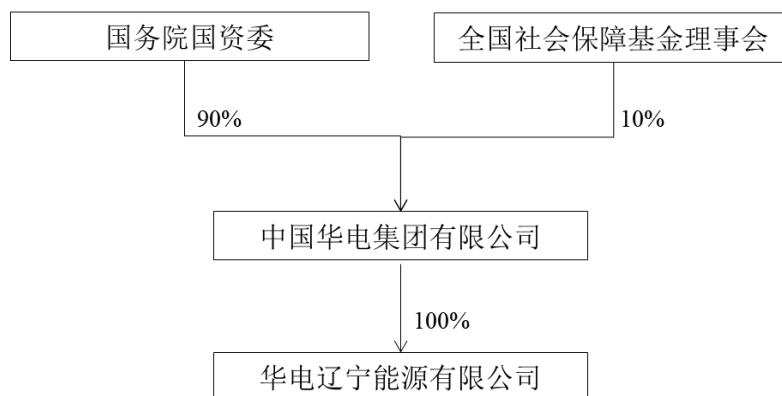 国务院国资委
全国社会保障基金理事会
90%
10%
中国华电集团有限公司
100%
华电辽宁能源有限公司